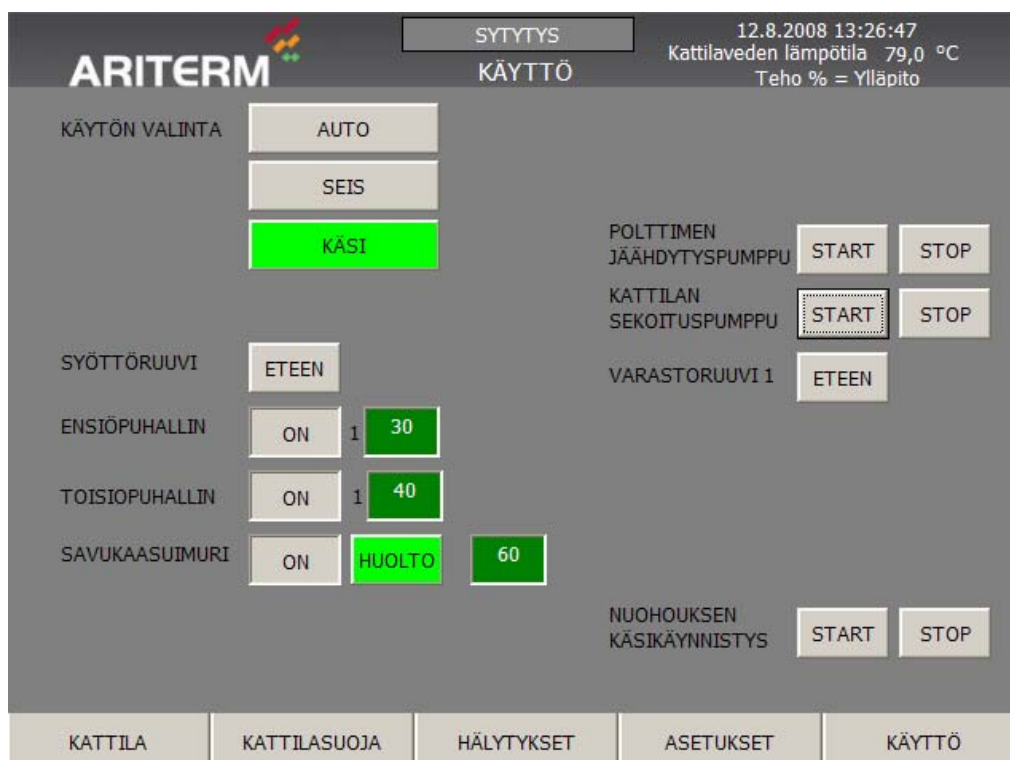 ARITERM
SYTYTYS
KÄYTTÖ
12.8.2008 13:26:47
Kattilaveden lämpötila 79,0 °C
Teho % = Ylläpito
KÄYTÖN VALINTA
AUTO
SEIS
KÄSI
POLTTIMEN
JÄÄHDYTYSPUMPPU
START
STOP
KATTILAN
SEKOITUSPUMPPU
START
STOP
SYÖTTÖRUUVI
ETEEN
VARASTORUUVI 1
ETEEN
ENSIÖPUHALLIN
ON
1
30
TOISIOPUHALLIN
ON
1
40
SAVUKAASUIMURI
ON
HUOLTO
60
NUOHOUKSEN
KÄSIKÄYNNISTYS
START
STOP
KATTILA
KATTILASUOJA
HÄLYTYKSET
ASETUKSET
KÄYTTÖ